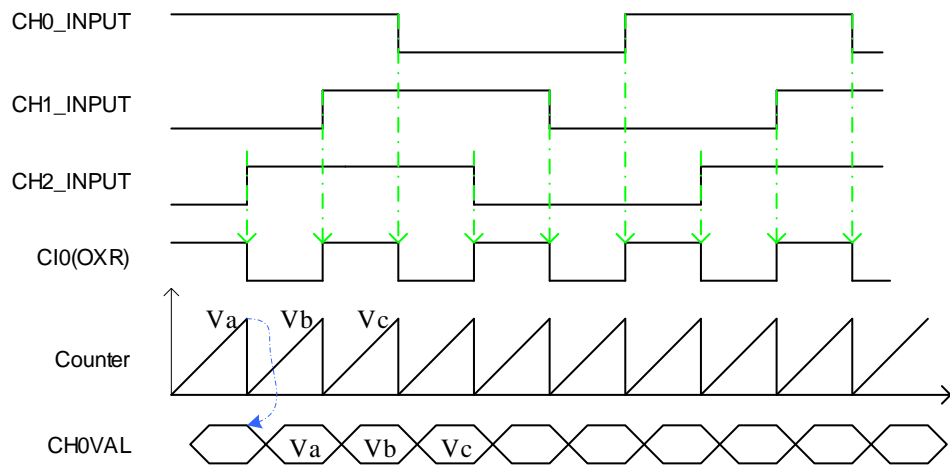 CH0_INPUT
CH1_INPUT
CH2_INPUT
CI0(OXR)
Va Vb Vc
Counter
CH0VAL Va Vb Vc